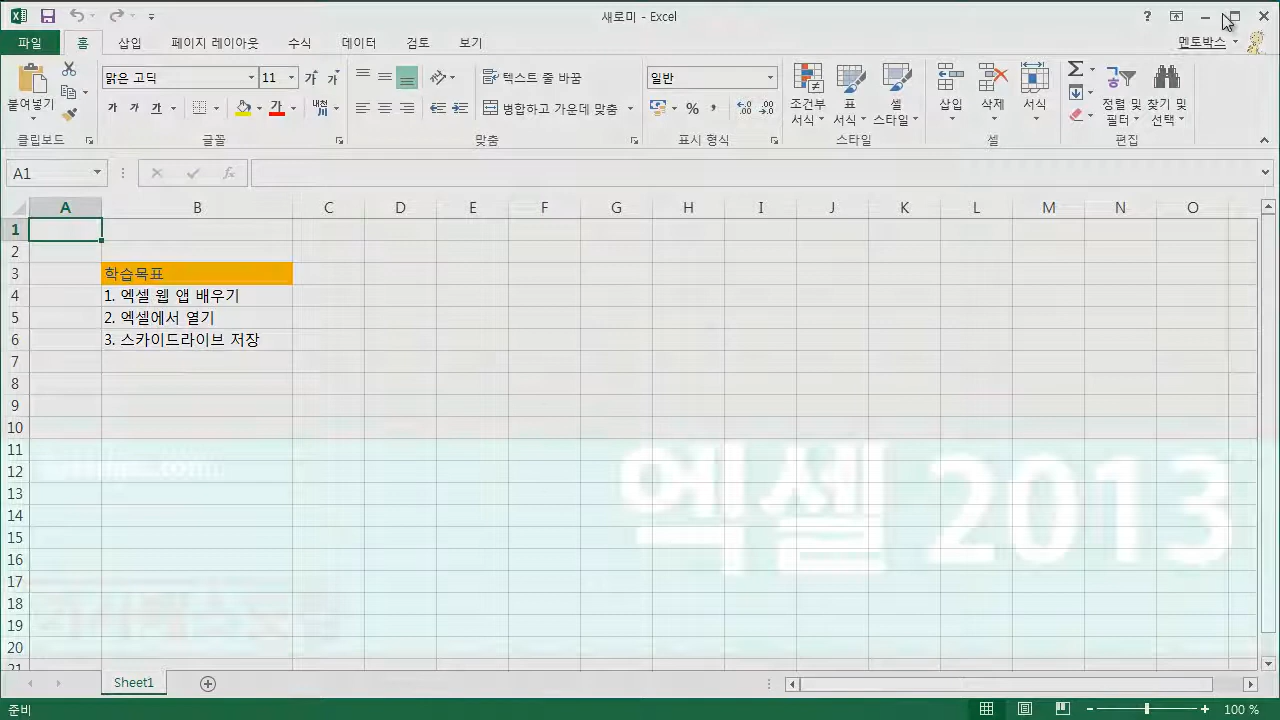 새로미 - Excel
파일 홈 삽입 페이지 레이아웃 수식 데이터 검토 보기 멘토박스
맑은 고딕 11 가 가 텍스트 줄 바꿈 일반
붙여넣기 가 가 가 내천 병합하고 가운데 맞춤 % 조건부 서식 표 서식 셀 스타일 삽입 삭제 서식 정렬 및 필터 찾기 및 선택
클립보드 글꼴 맞춤 표시 형식 스타일 셀 편집
A1 fx
A B C D E F G H I J K L M N O
1
2
3 학습목표
4 1. 엑셀 웹 앱 배우기
5 2. 엑셀에서 열기
6 3. 스카이드라이브 저장
7
8
9
10
11
12
13
14
15
16
17
18
19
20
21
엑셀 2013
Sheet1
준비 100 %